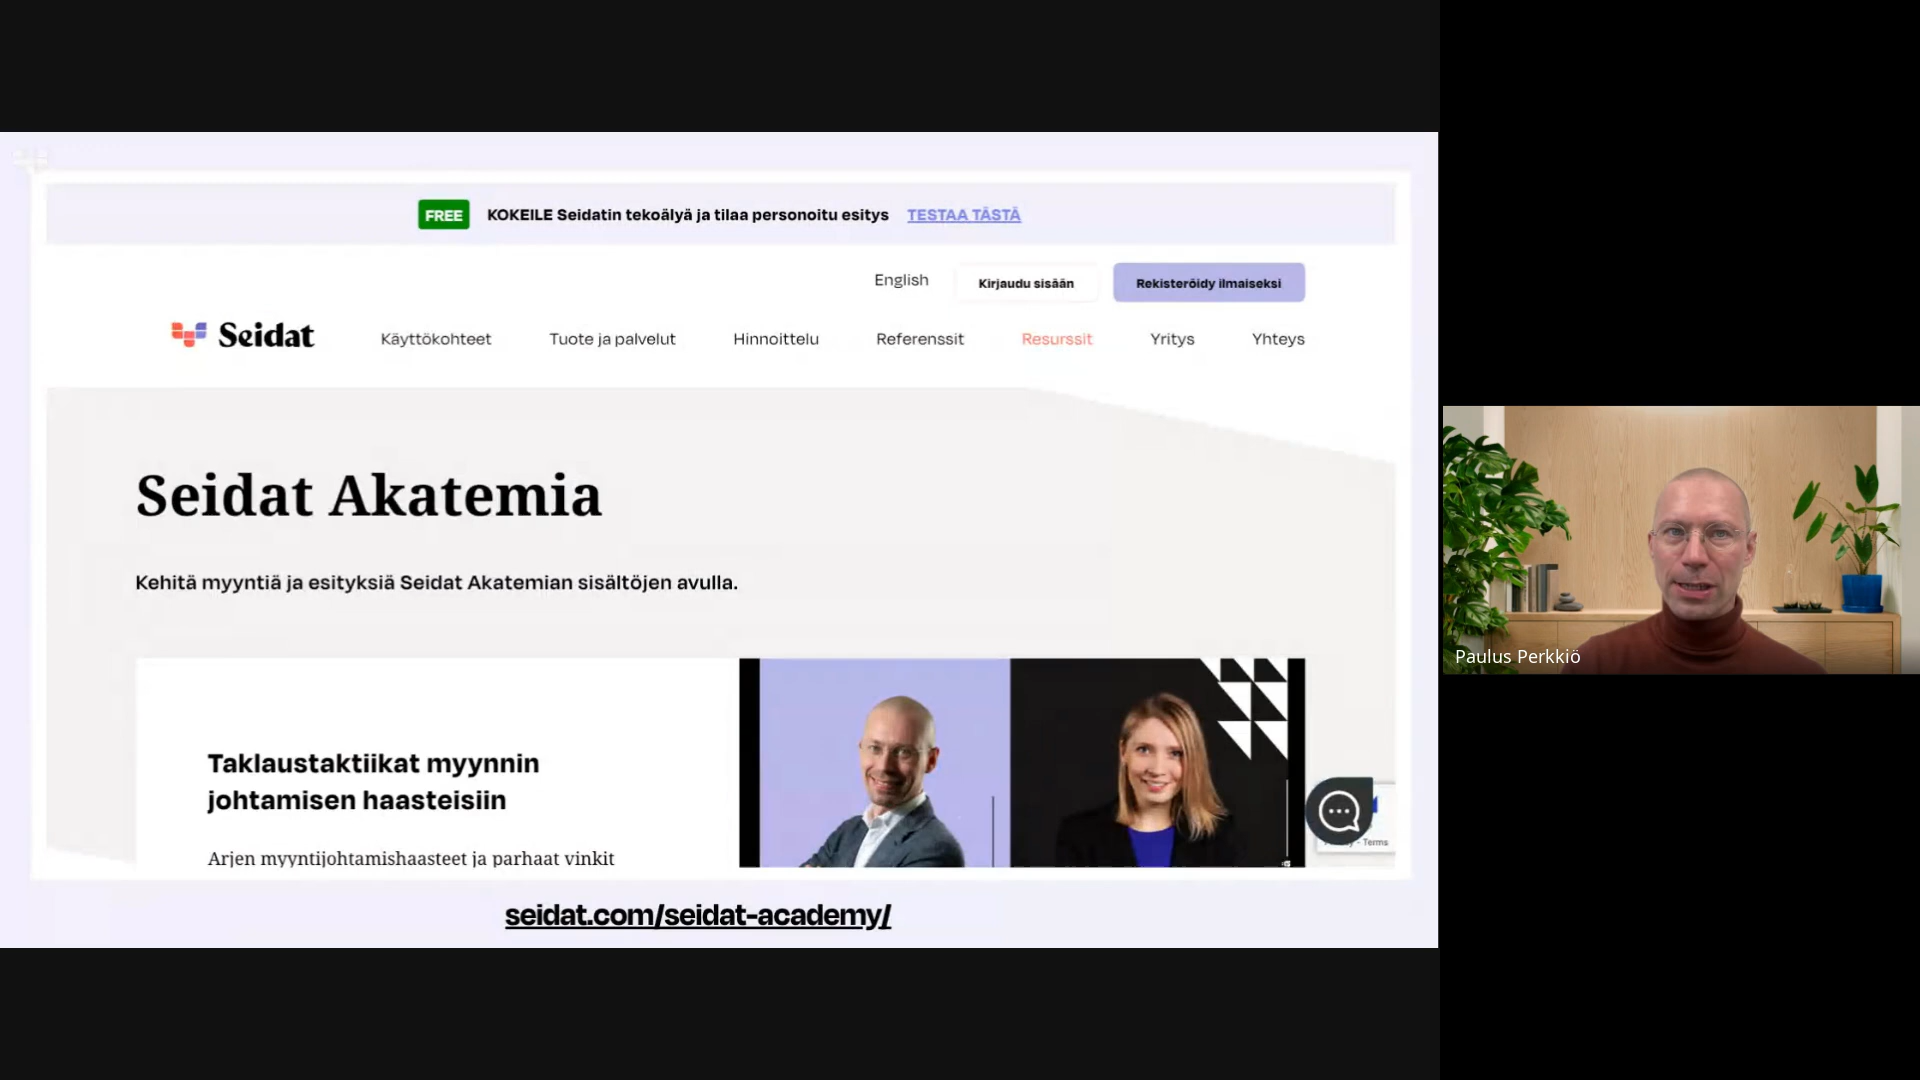 FREE KOKEILE Seidatin tekoälyä ja tilaa personoitu esitys TESTAA TÄSTÄ
English Kirjaudu sisään Rekisteröidy ilmaiseksi
Seidat Käyttökohteet Tuote ja palvelut Hinnoittelu Referenssit Resurssit Yritys Yhteys
Seidat Akatemia
Kehitä myyntiä ja esityksiä Seidat Akatemian sisältöjen avulla.
Taklaustaktiikat myynnin
johtamisen haasteisiin
Arjen myyntijohtamishaasteet ja parhaat vinkit
- Terms
seidat.com/seidat-academy/
Paulus Perkkiö